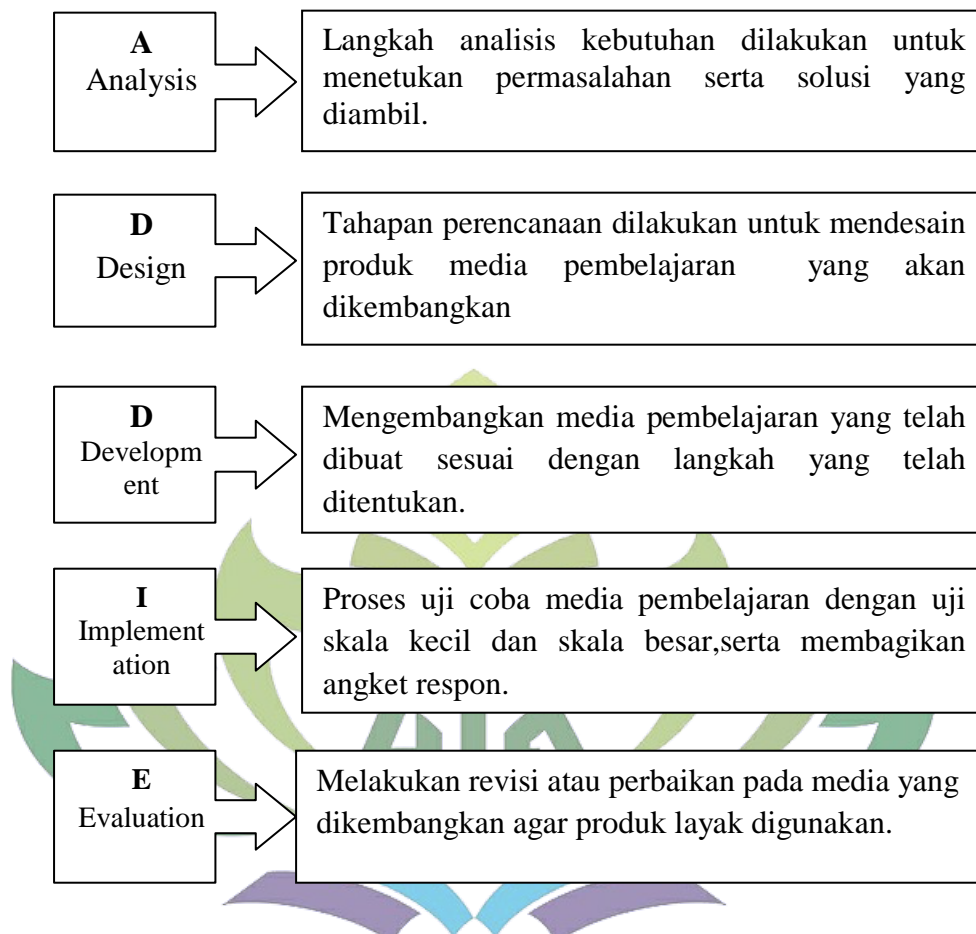 A
Analysis
Langkah analisis kebutuhan dilakukan untuk
menetukan permasalahan serta solusi yang
diambil.
D
Design
Tahapan perencanaan dilakukan untuk mendesain
produk media pembelajaran yang akan
dikembangkan
D
Developm
ent
Mengembangkan media pembelajaran yang telah
dibuat sesuai dengan langkah yang telah
ditentukan.
I
Implement
ation
Proses uji coba media pembelajaran dengan uji
skala kecil dan skala besar,serta membagikan
angket respon.
E
Evaluation
Melakukan revisi atau perbaikan pada media yang
dikembangkan agar produk layak digunakan.